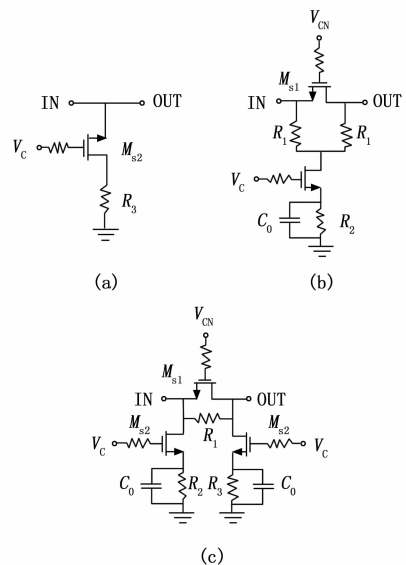 IN OUT
V_C M_s2
R_3
(a)
V_CN
M_s1
IN OUT
R_1 R_1
V_C
C_0 R_2
(b)
V_CN
M_s1
IN OUT
M_s2 R_1 M_s2
V_C V_C
C_0 R_2 R_3 C_0
(c)